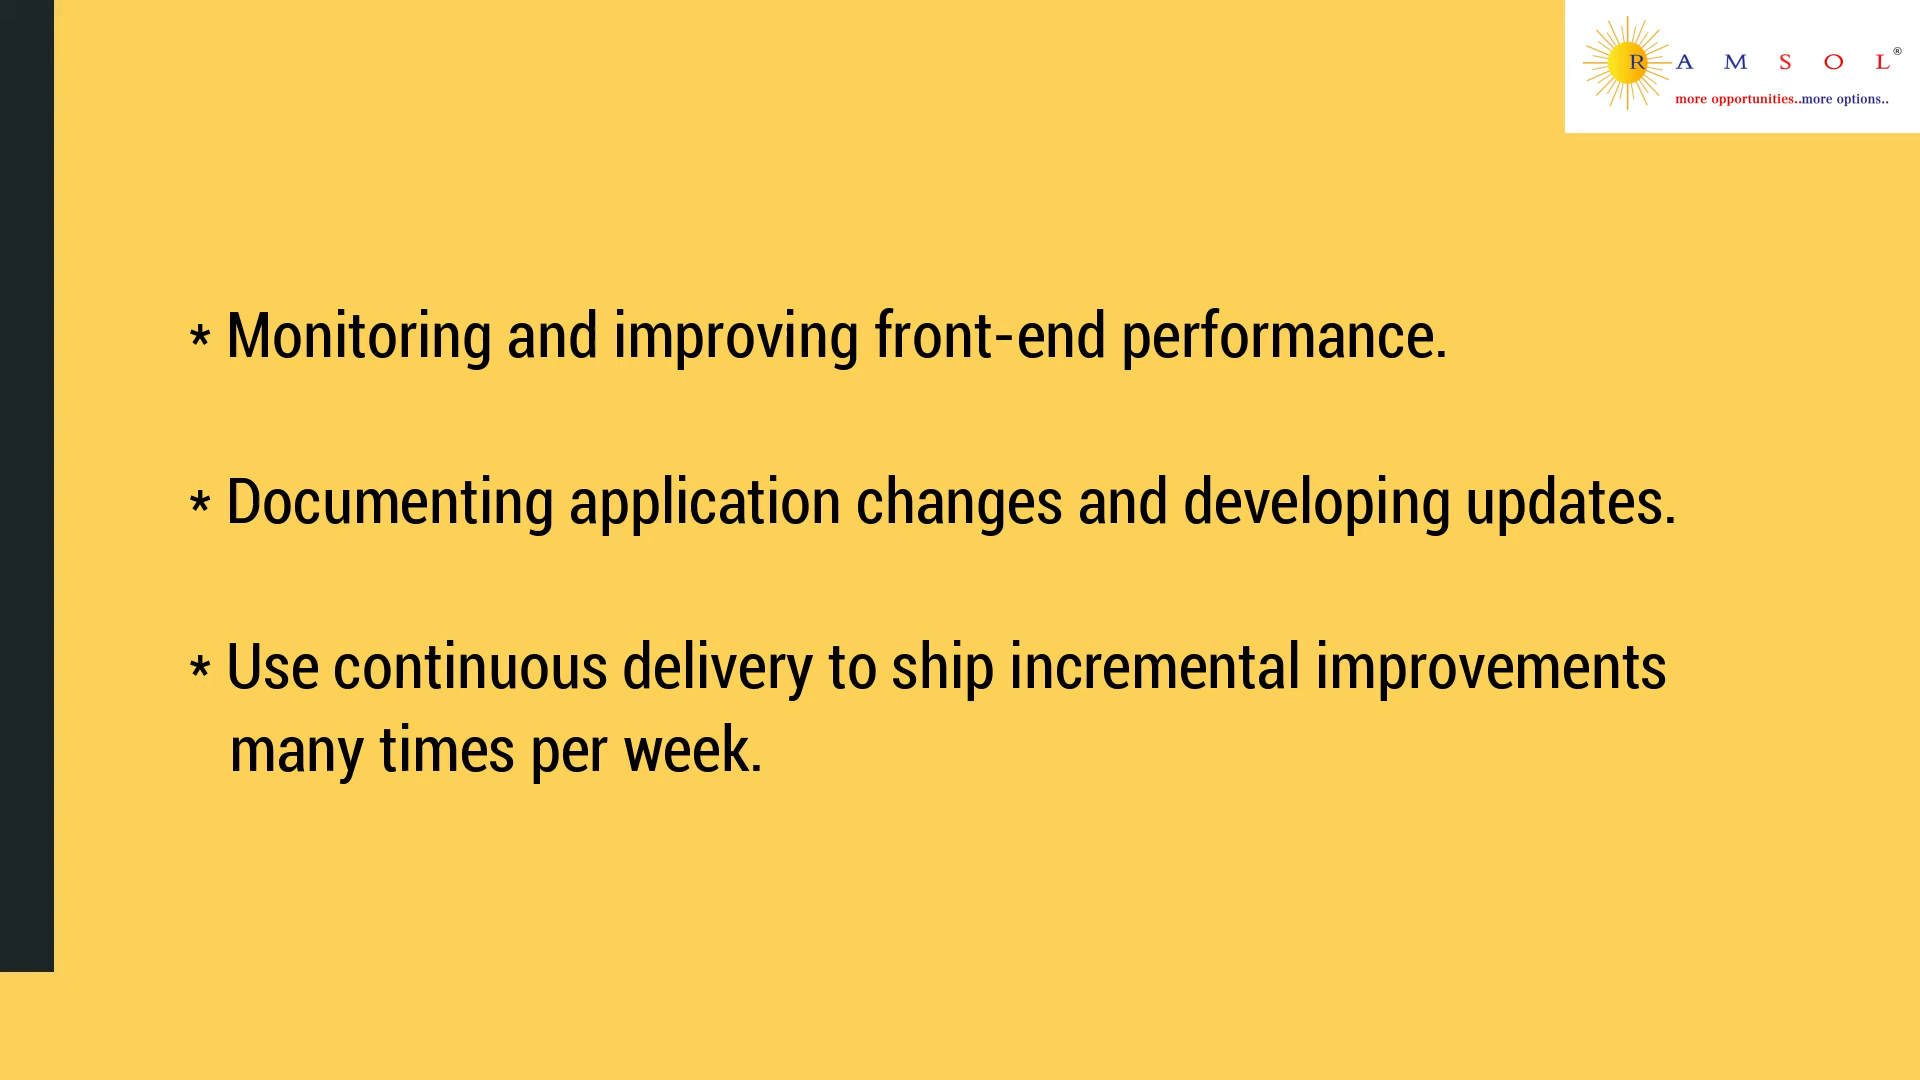 RAMSOL®
more opportunities..more options..
* Monitoring and improving front-end performance.
* Documenting application changes and developing updates.
* Use continuous delivery to ship incremental improvements
many times per week.